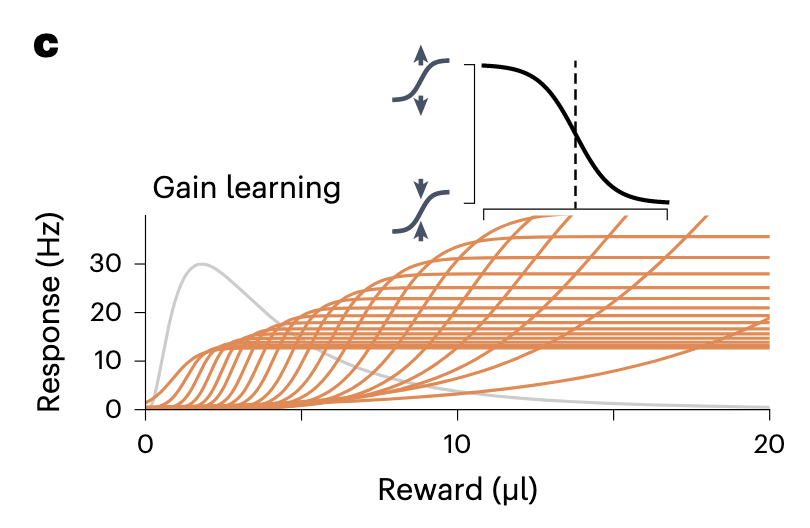 c
Gain learning
Response (Hz)
30
20
10
0
0
10
20
Reward (µl)